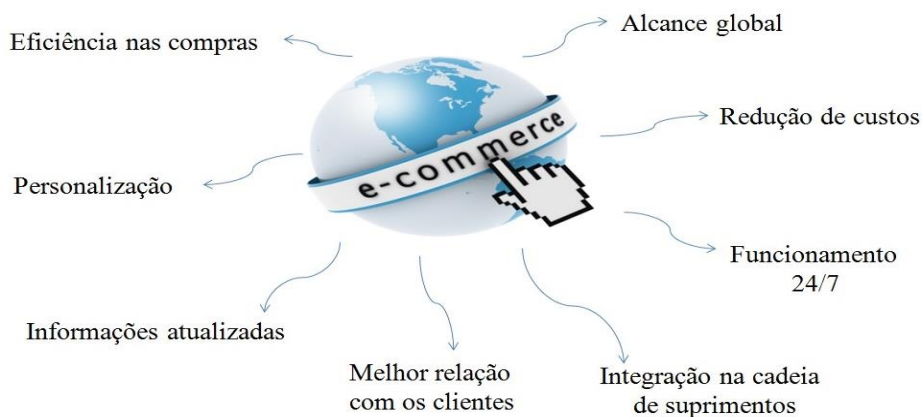 Eficiência nas compras
Alcance global
e-commerce
Redução de custos
Personalização
Funcionamento
24/7
Informações atualizadas
Melhor relação
com os clientes
Integração na cadeia
de suprimentos